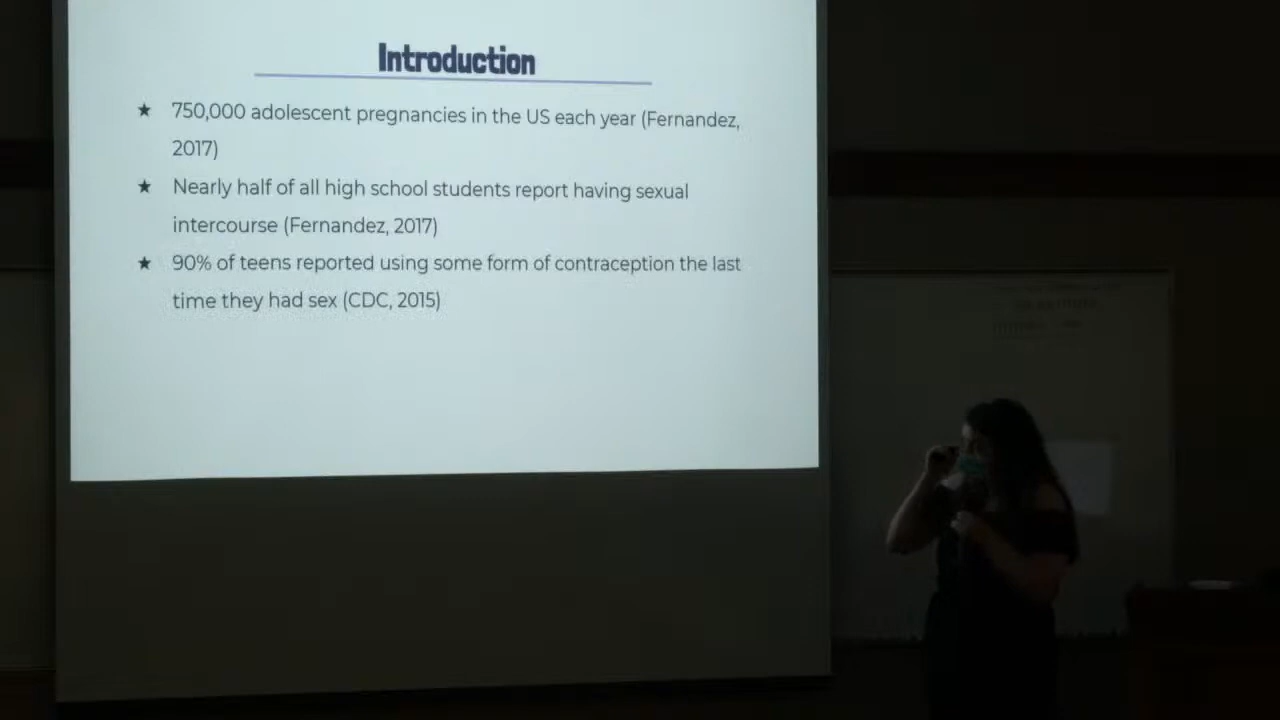 Introduction
★ 750,000 adolescent pregnancies in the US each year (Fernandez,
2017)
★ Nearly half of all high school students report having sexual
intercourse (Fernandez, 2017)
★ 90% of teens reported using some form of contraception the last
time they had sex (CDC, 2015)